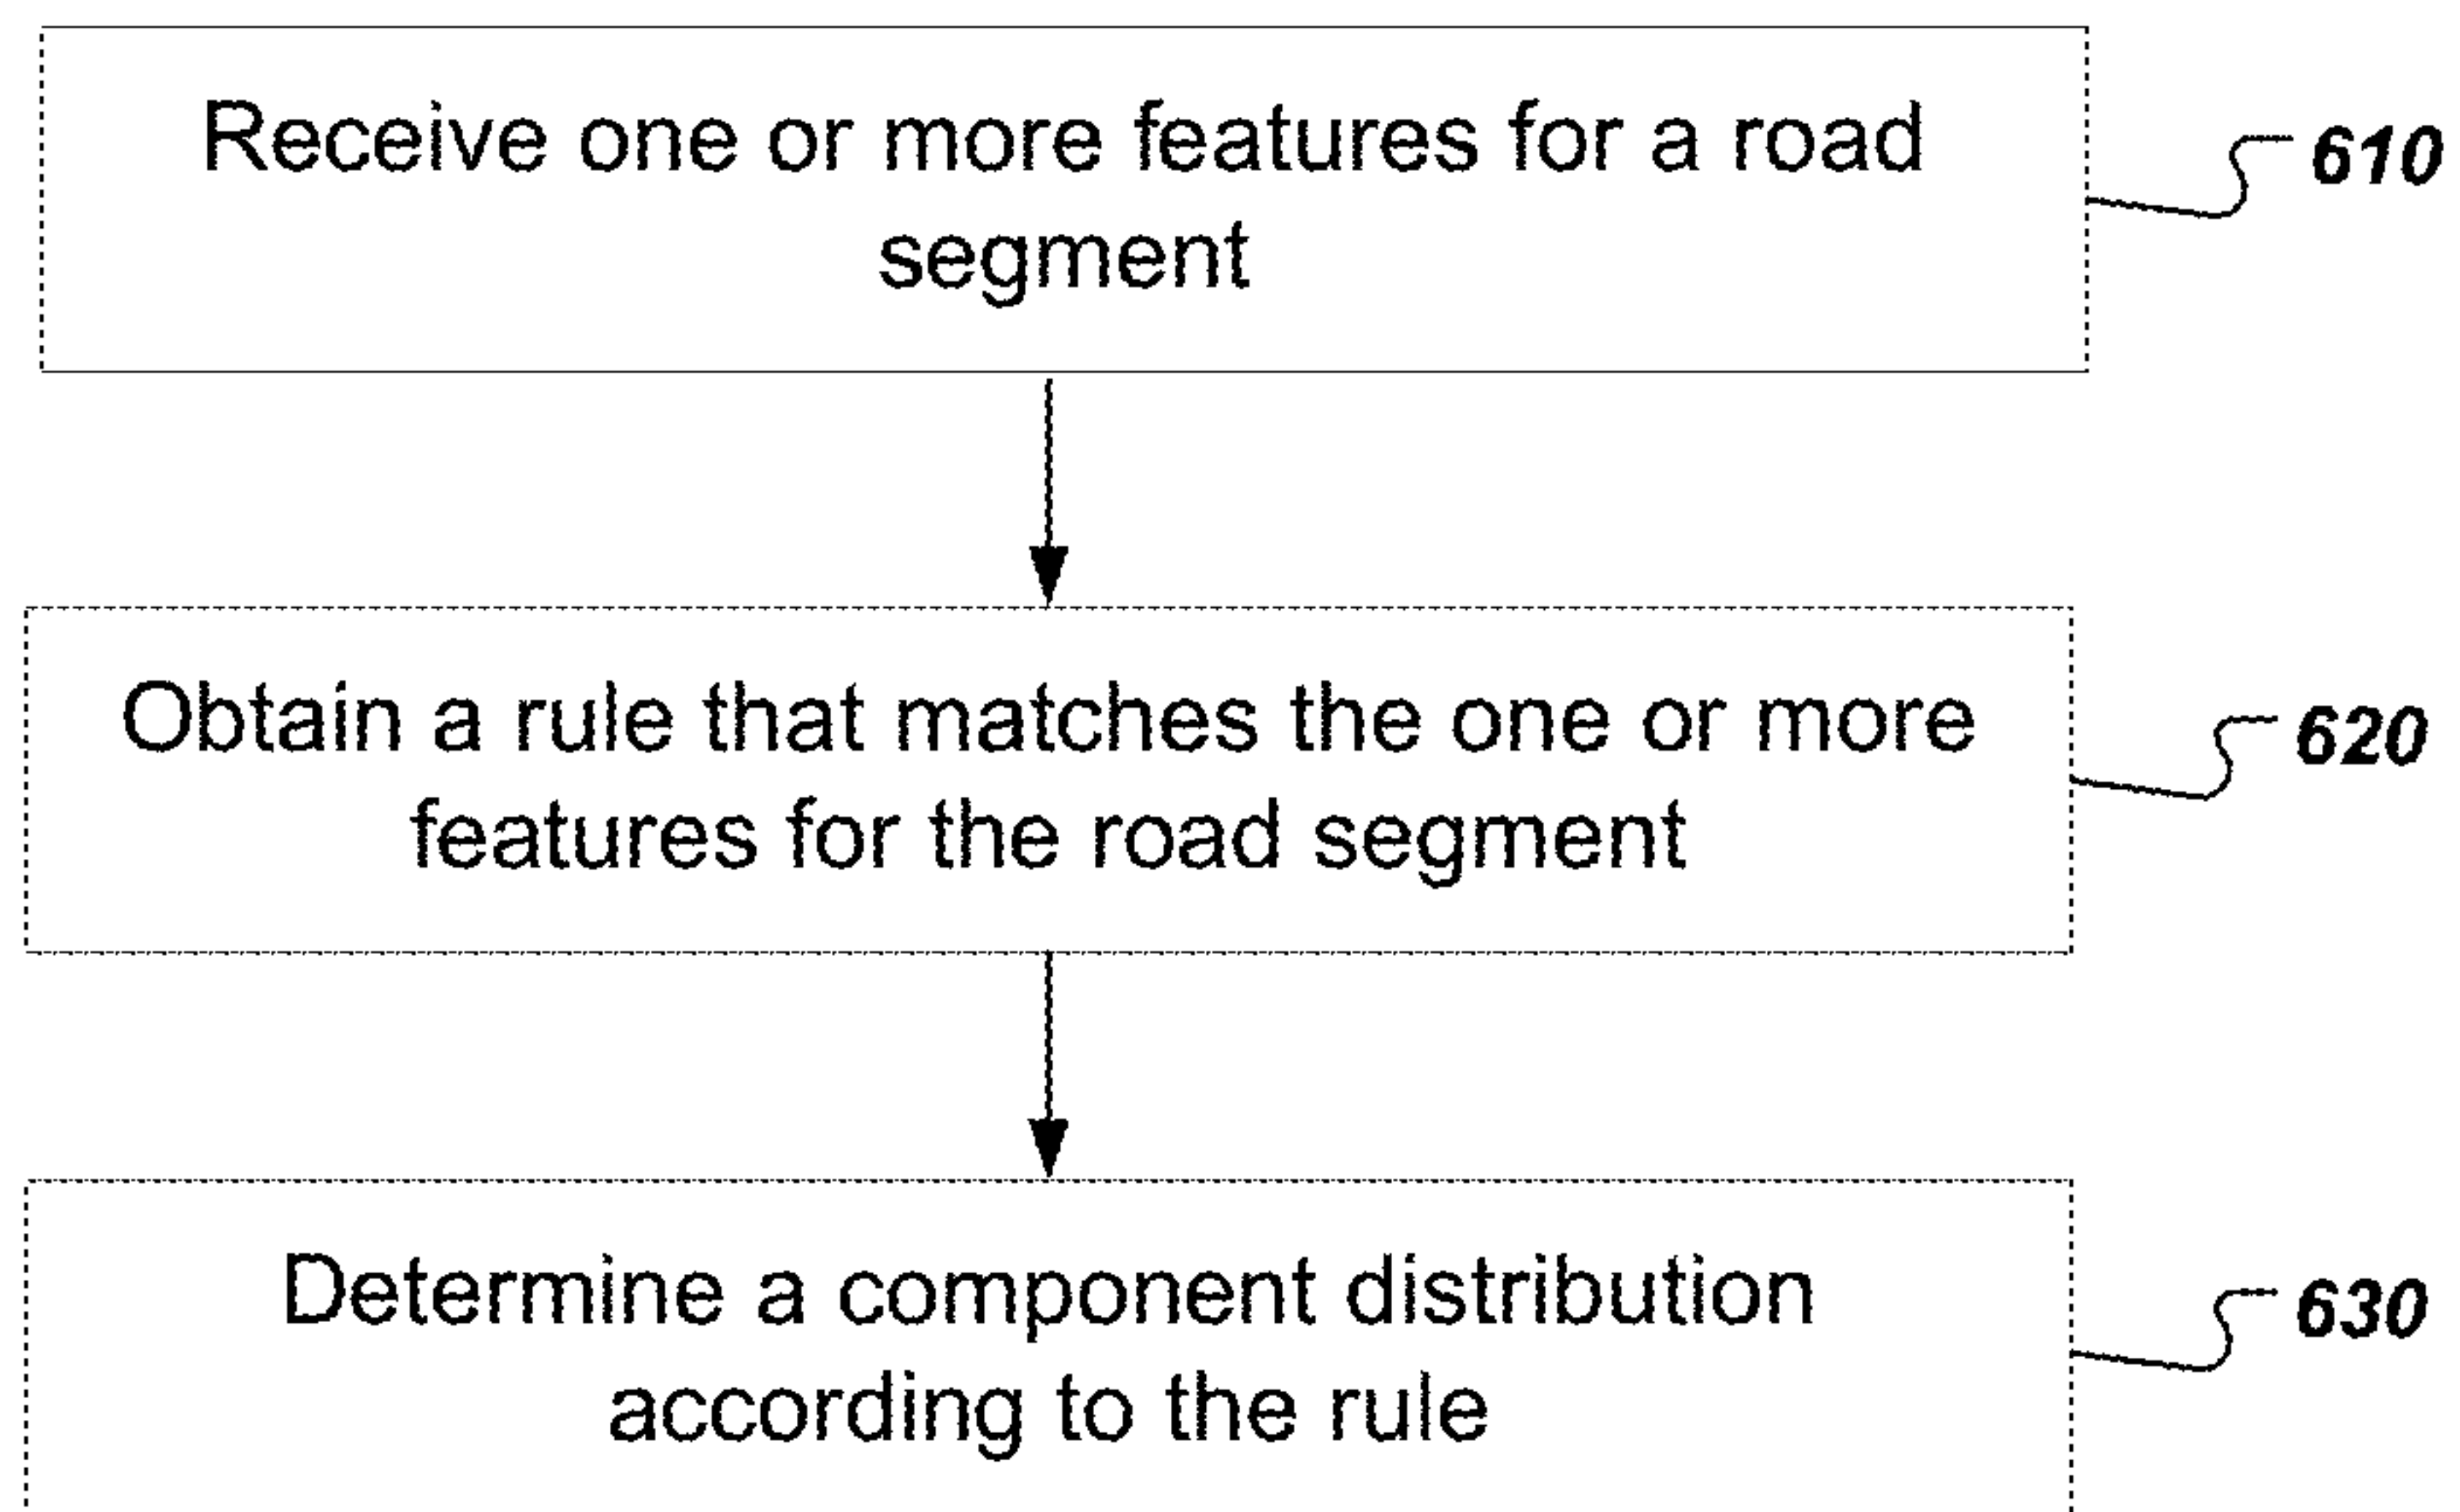 Receive one or more features for a road
segment
610
Obtain a rule that matches the one or more
features for the road segment
620
Determine a component distribution
according to the rule
630